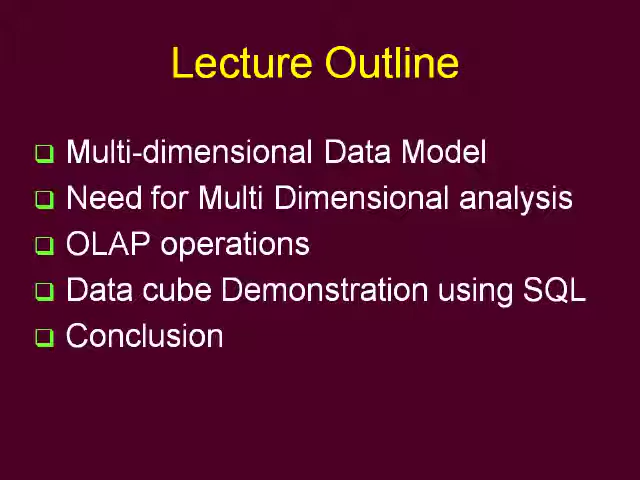 Lecture Outline
Multi-dimensional Data Model
Need for Multi Dimensional analysis
OLAP operations
Data cube Demonstration using SQL
Conclusion